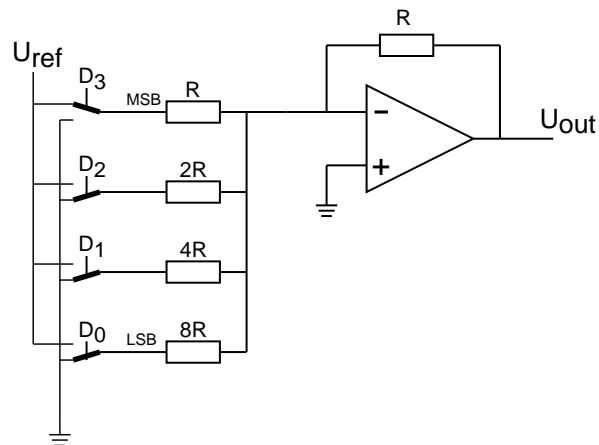 R
U_ref
D_3
MSB
R
U_out
D_2
2R
D_1
4R
D_0
LSB
8R